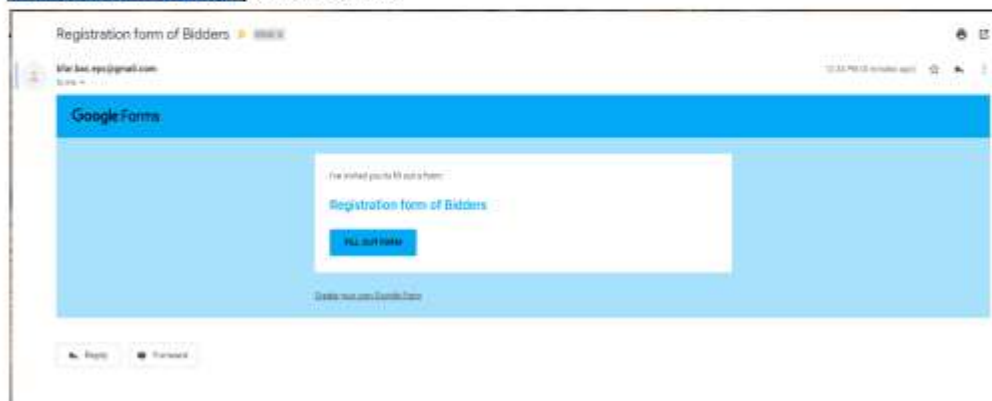 Registration form of Bidders
Google Forms
I've invited you to fill out a form:
Registration form of Bidders
FILL OUT FORM
Create your own Google Form
Reply
Forward